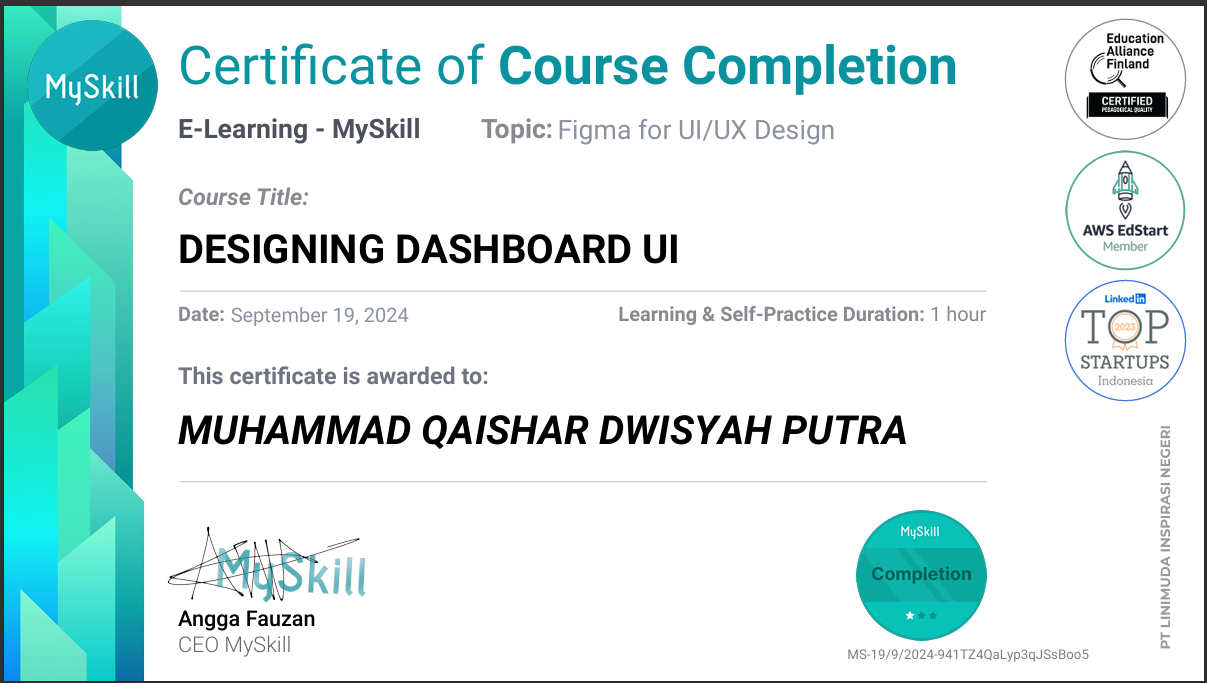 MySkill
Certificate of Course Completion
E-Learning - MySkill
Topic: Figma for UI/UX Design
Course Title:
DESIGNING DASHBOARD UI
Date: September 19, 2024
Learning & Self-Practice Duration: 1 hour
This certificate is awarded to:
MUHAMMAD QAISHAR DWISYAH PUTRA
MySkill
Angga Fauzan
CEO MySkill
MySkill
Completion
MS-19/9/2024-941TZ4QaLyp3qJSsBoo5
Education
Alliance
Finland
CERTIFIED
PEDAGOGICAL QUALITY
AWS EdStart
Member
Linked in
TOP
2023
STARTUPS
Indonesia
PT LINIMUDA INSPIRASI NEGERI